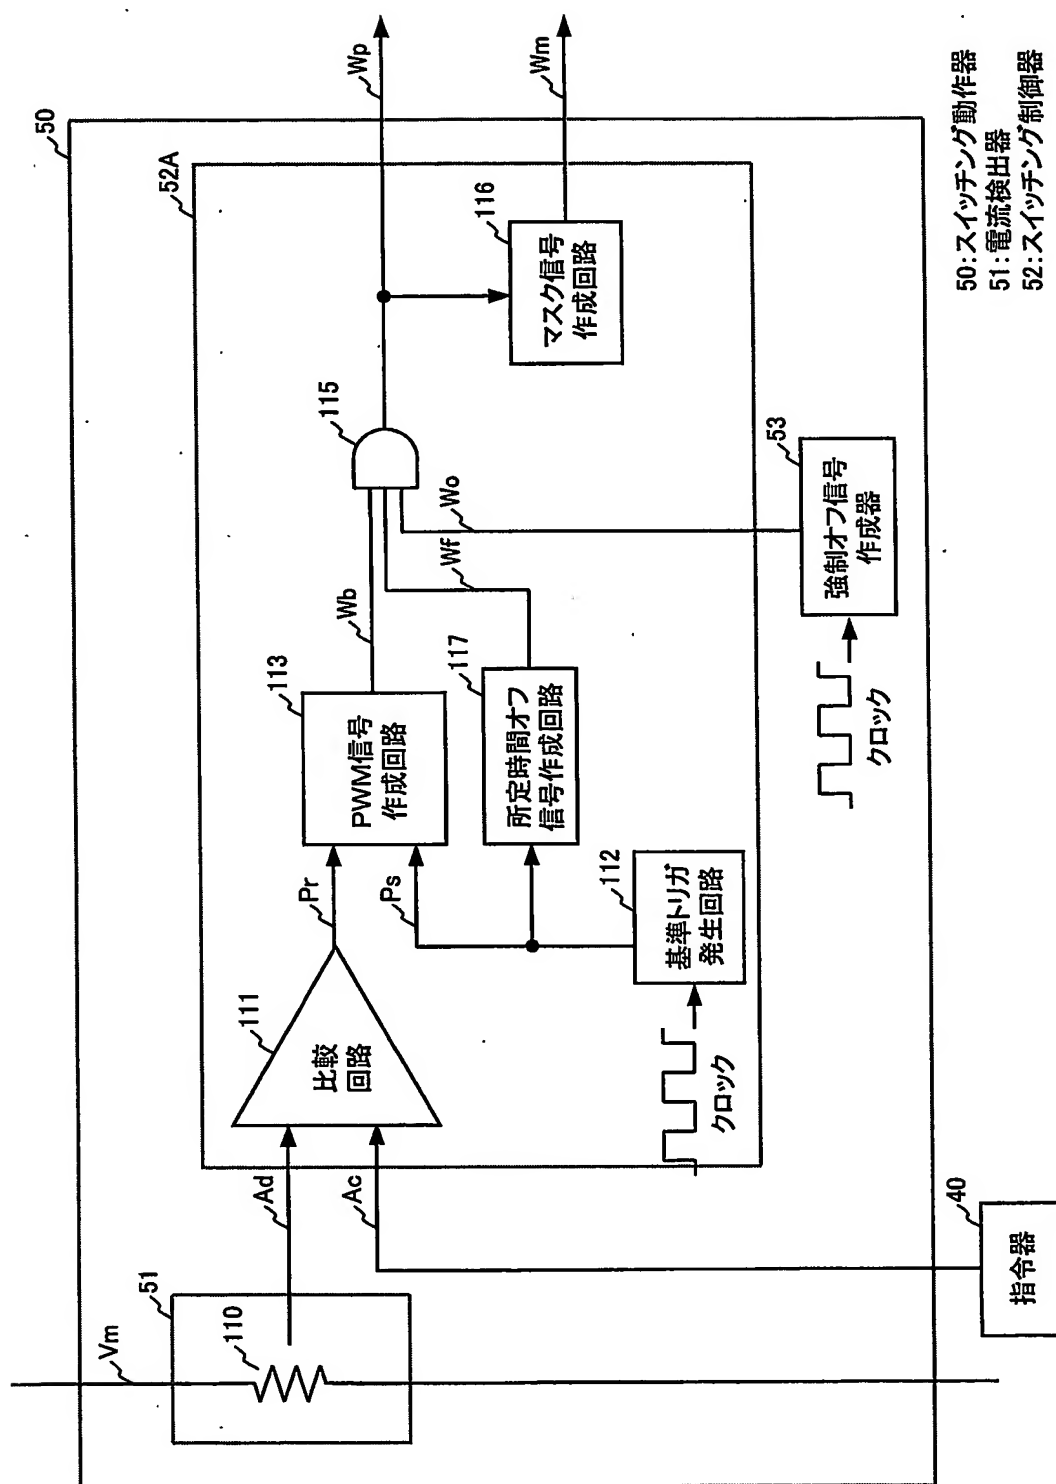 50
Vm
51
110
Ad
Ac
40
指令器
52A
111
比較
回路
Pr
Ps
113
PWM信号
作成回路
Wb
112
基準トリガ
発生回路
クロック
117
所定時間オフ
信号作成回路
Wf
Wo
115
53
強制オフ信号
作成器
クロック
116
マスク信号
作成回路
Wp
Wm
50:スイッチング動作器
51:電流検出器
52:スイッチング制御器